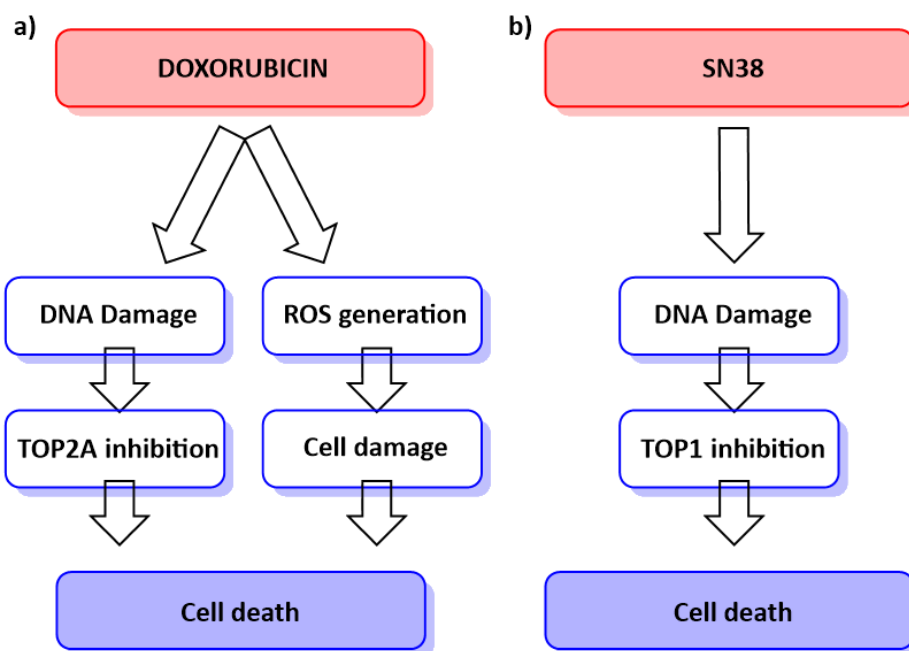 a)
DOXORUBICIN
DNA Damage
ROS generation
TOP2A inhibition
Cell damage
Cell death
b)
SN38
DNA Damage
TOP1 inhibition
Cell death